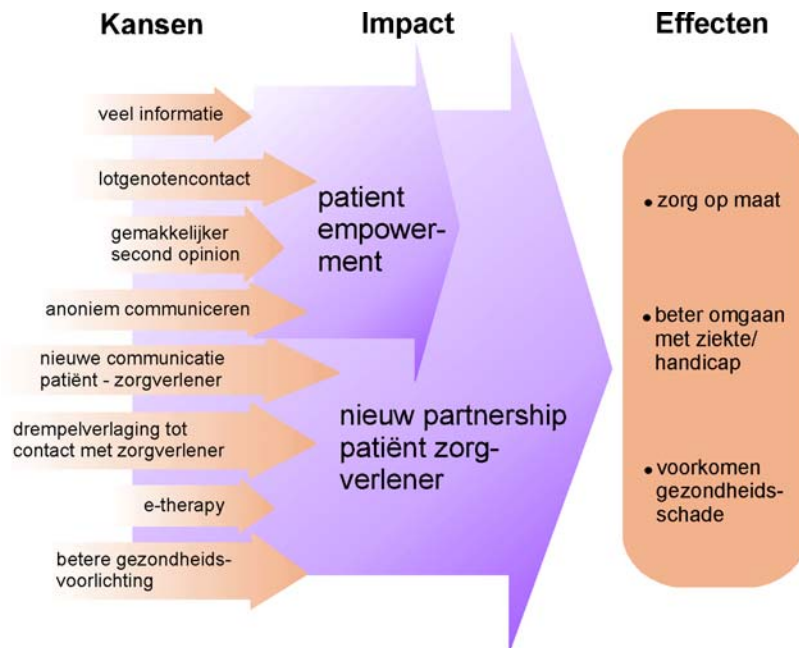 Kansen
Impact
Effecten
veel informatie
lotgenotencontact
gemakkelijker
second opinion
anoniem communiceren
nieuwe communicatie
patiënt - zorgverlener
drempelverlaging tot
contact met zorgverlener
e-therapy
betere gezondheids-
voorlichting
patient
empower-
ment
nieuw partnership
patiënt zorg-
verlener
• zorg op maat
• beter omgaan
met ziekte/
handicap
• voorkomen
gezondheids-
schade